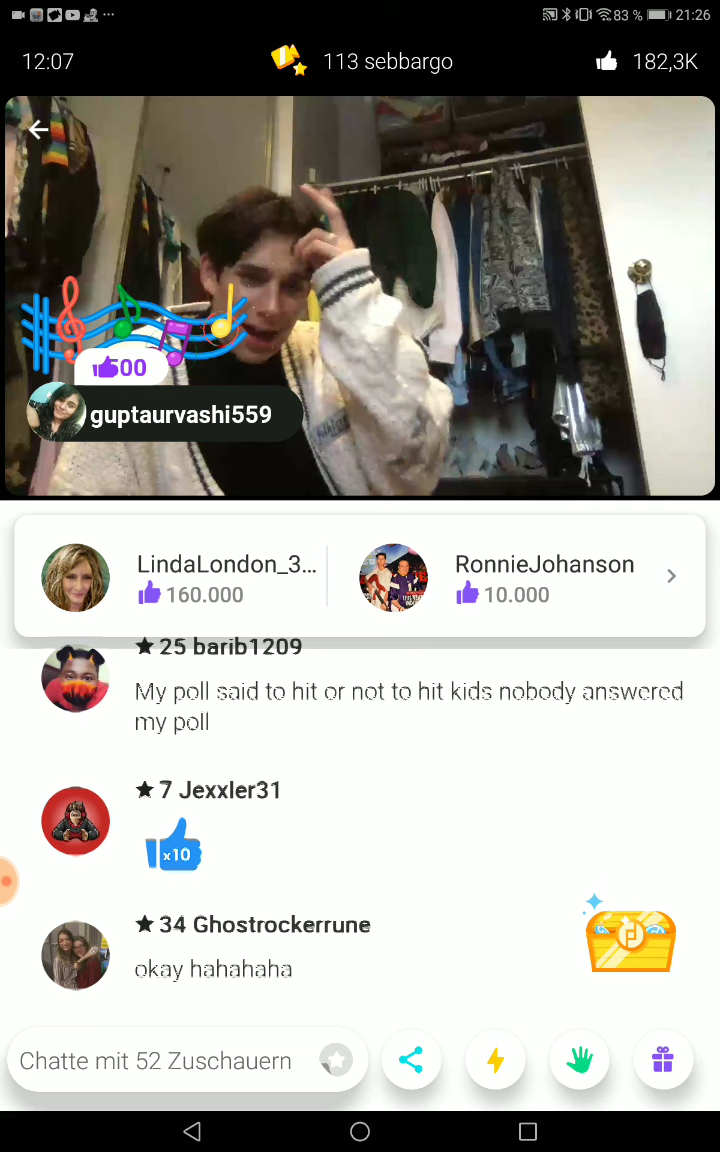 83 % 21:26
12:07
113 sebbargo
182,3K
500
guptaurvashi559
LindaLondon_3...
160.000
RonnieJohanson
10.000
★ 25 barib1209
My poll said to hit or not to hit kids nobody answered
my poll
★ 7 Jexxler31
x10
★ 34 Ghostrockerrune
okay hahahaha
Chatte mit 52 Zuschauern